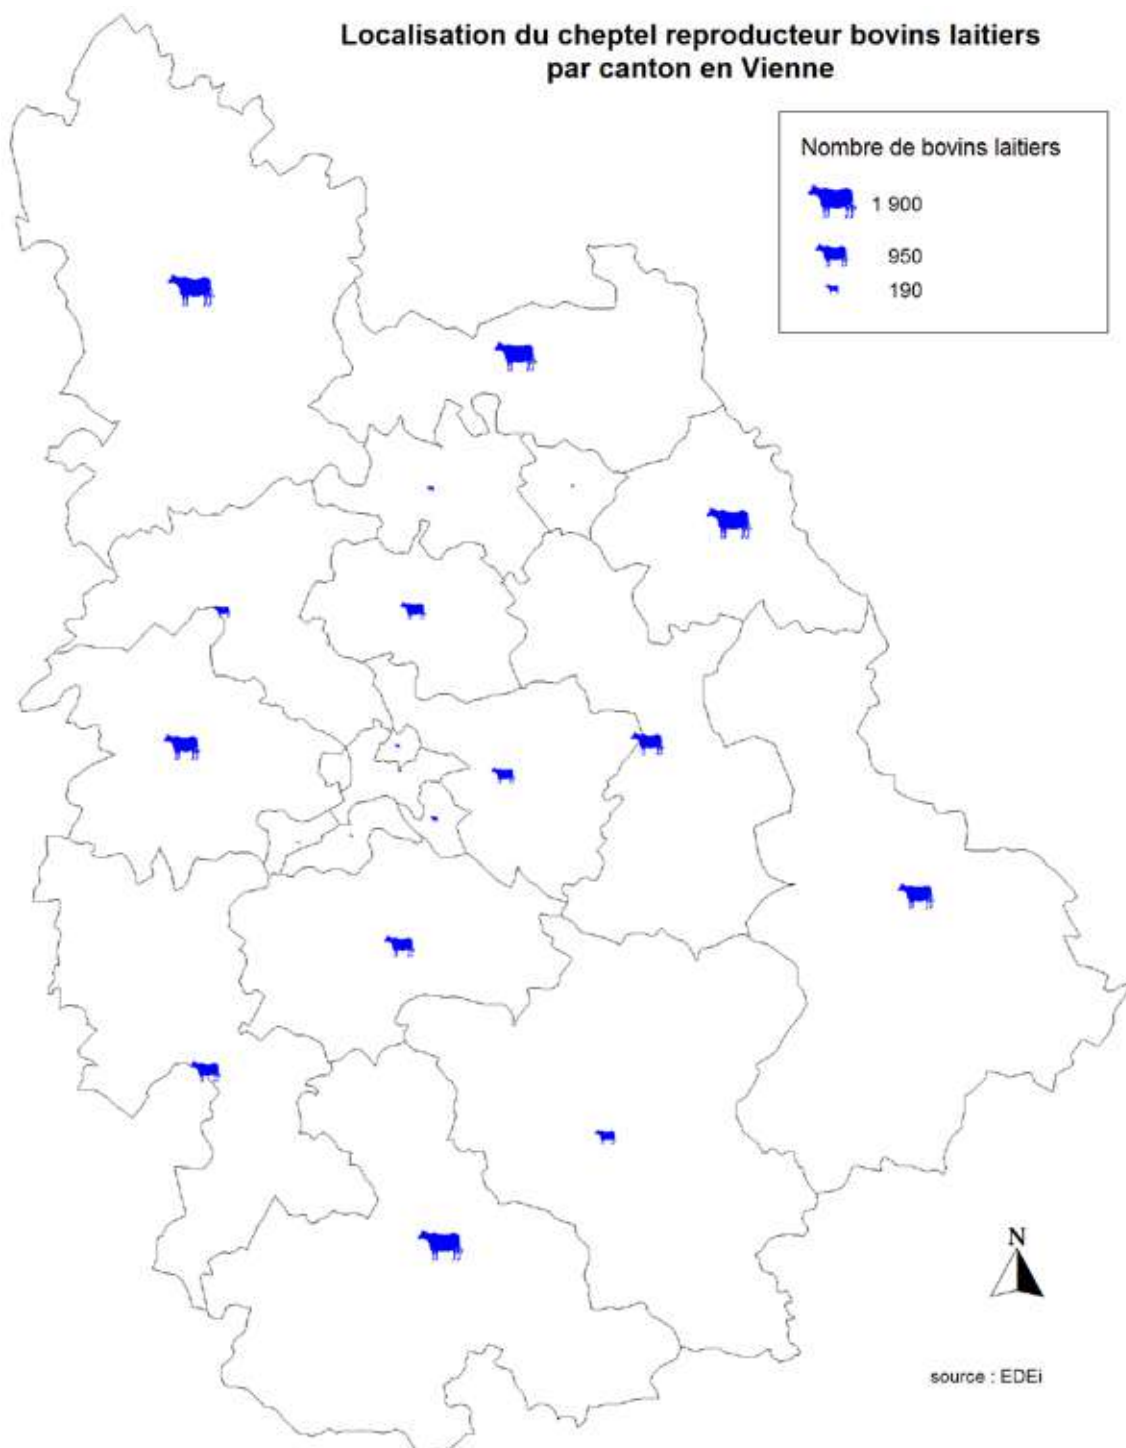 Localisation du cheptel reproducteur bovins laitiers
par canton en Vienne
Nombre de bovins laitiers
1 900
950
190
N
source : EDEi